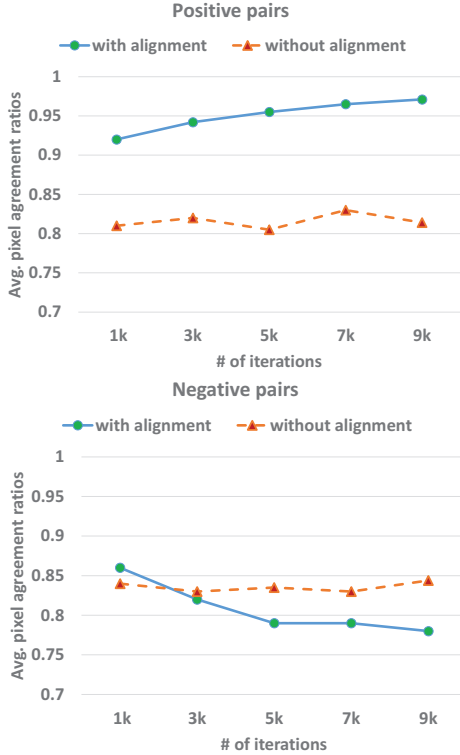 Positive pairs
with alignment without alignment
1
0.95
0.9
0.85
0.8
0.75
0.7
Avg. pixel agreement ratios
1k 3k 5k 7k 9k
# of iterations
Negative pairs
with alignment without alignment
1
0.95
0.9
0.85
0.8
0.75
0.7
Avg. pixel agreement ratios
1k 3k 5k 7k 9k
# of iterations